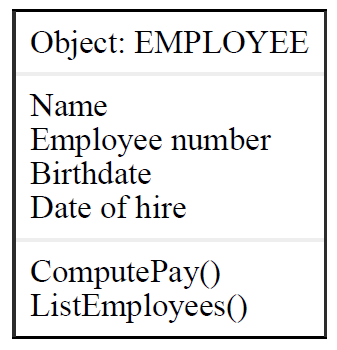 Object: EMPLOYEE
Name
Employee number
Birthdate
Date of hire
ComputePay()
ListEmployees()